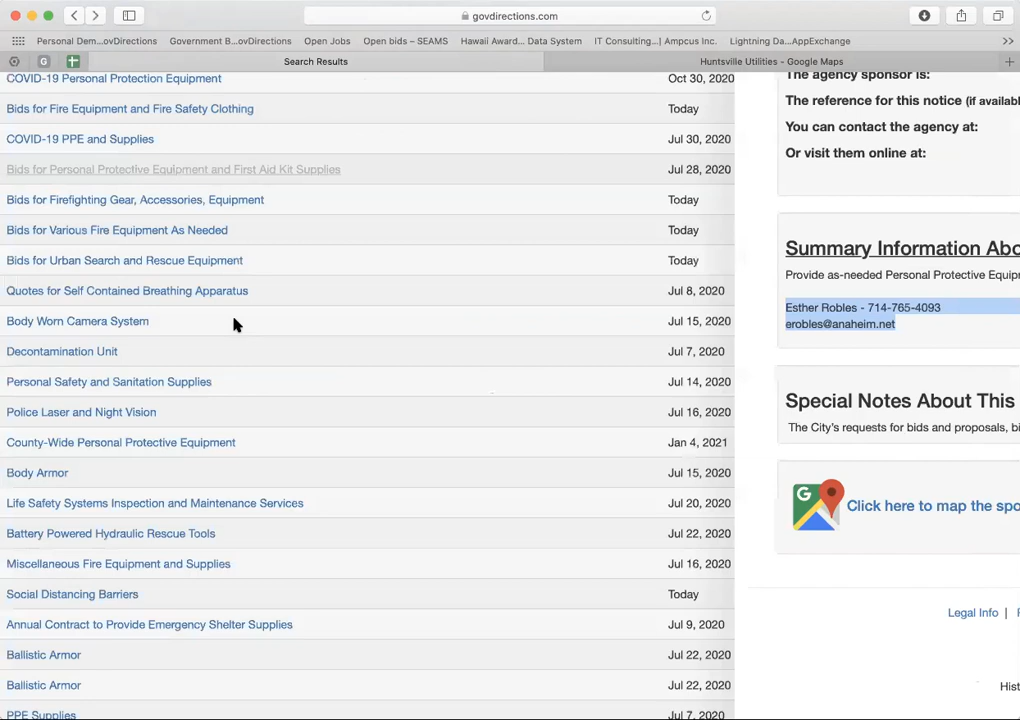 govdirections.com
Personal Dem...ovDirections Government B...ovDirections Open Jobs Open bids – SEAMS Hawaii Award... Data System IT Consulting...| Ampcus Inc. Lightning Da...AppExchange
G Search Results Huntsville Utilities - Google Maps
COVID-19 Personal Protection Equipment Oct 30, 2020
Bids for Fire Equipment and Fire Safety Clothing Today
COVID-19 PPE and Supplies Jul 30, 2020
Bids for Personal Protective Equipment and First Aid Kit Supplies Jul 28, 2020
Bids for Firefighting Gear, Accessories, Equipment Today
Bids for Various Fire Equipment As Needed Today
Bids for Urban Search and Rescue Equipment Today
Quotes for Self Contained Breathing Apparatus Jul 8, 2020
Body Worn Camera System Jul 15, 2020
Decontamination Unit Jul 7, 2020
Personal Safety and Sanitation Supplies Jul 14, 2020
Police Laser and Night Vision Jul 16, 2020
County-Wide Personal Protective Equipment Jan 4, 2021
Body Armor Jul 15, 2020
Life Safety Systems Inspection and Maintenance Services Jul 20, 2020
Battery Powered Hydraulic Rescue Tools Jul 22, 2020
Miscellaneous Fire Equipment and Supplies Jul 16, 2020
Social Distancing Barriers Today
Annual Contract to Provide Emergency Shelter Supplies Jul 9, 2020
Ballistic Armor Jul 22, 2020
Ballistic Armor Jul 22, 2020
PPE Supplies Jul 7, 2020
The agency sponsor is:
The reference for this notice (if availabl
You can contact the agency at:
Or visit them online at:
Summary Information Abo
Provide as-needed Personal Protective Equipr
Esther Robles - 714-765-4093
erobles@anaheim.net
Special Notes About This
The City's requests for bids and proposals, bi
G Click here to map the spo
Legal Info |
Hist